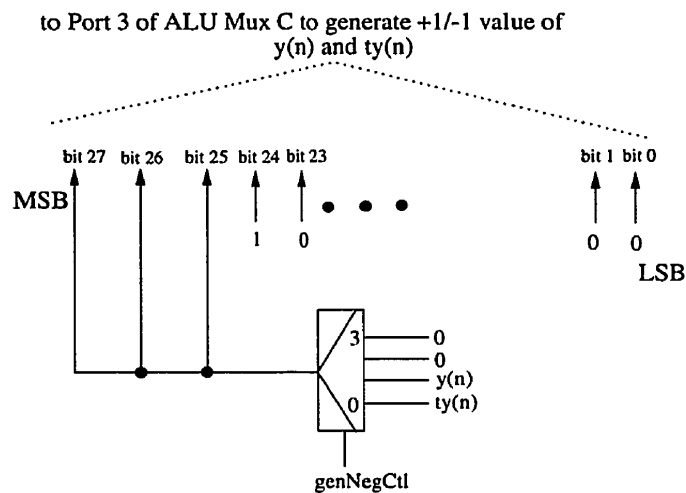 to Port 3 of ALU Mux C to generate +1/-1 value of
y(n) and ty(n)
bit 27 bit 26 bit 25 bit 24 bit 23 bit 1 bit 0
MSB
1 0 0 0
LSB
3 0
0
y(n)
0 ty(n)
genNegCtl